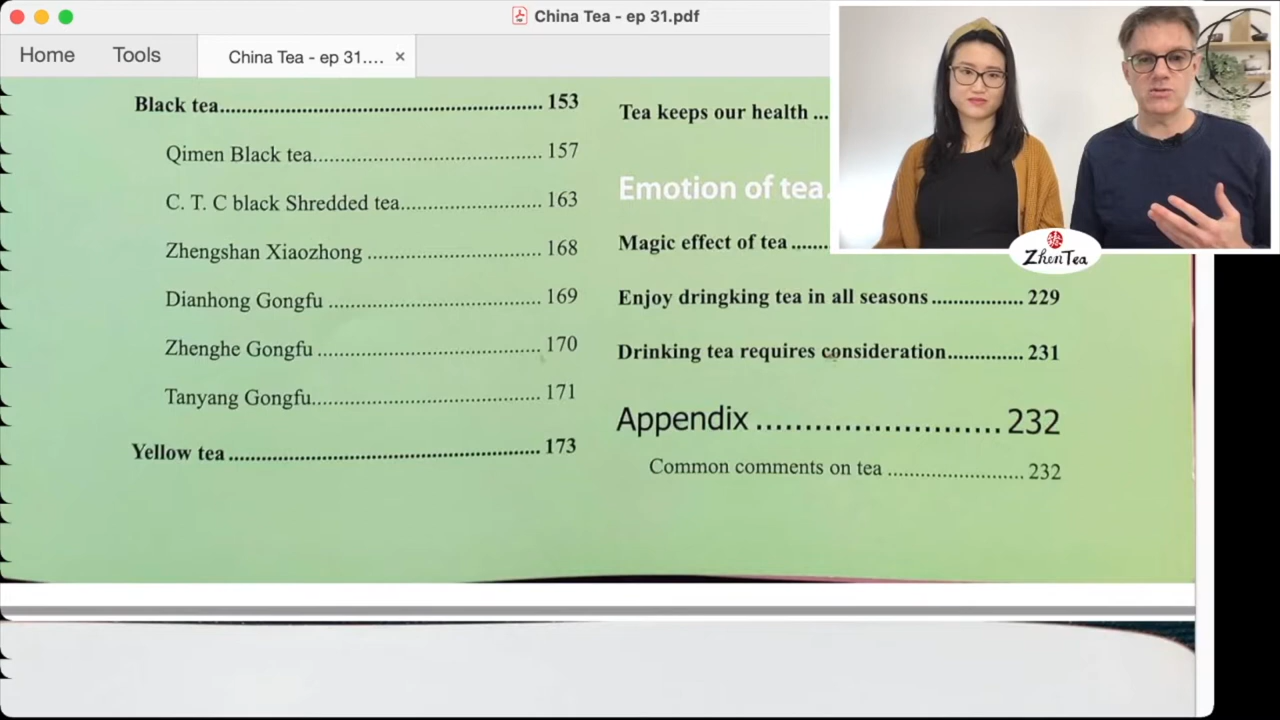 China Tea - ep 31.pdf
Home
Tools
China Tea - ep 31....
Black tea ... 153
Qimen Black tea ... 157
C. T. C black Shredded tea ... 163
Zhengshan Xiaozhong ... 168
Dianhong Gongfu ... 169
Zhenghe Gongfu ... 170
Tanyang Gongfu ... 171
Yellow tea ... 173
Tea keeps our health ...
Emotion of tea
Magic effect of tea ...
Enjoy dringking tea in all seasons ... 229
Drinking tea requires consideration ... 231
Appendix ... 232
Common comments on tea ... 232
ZhenTea